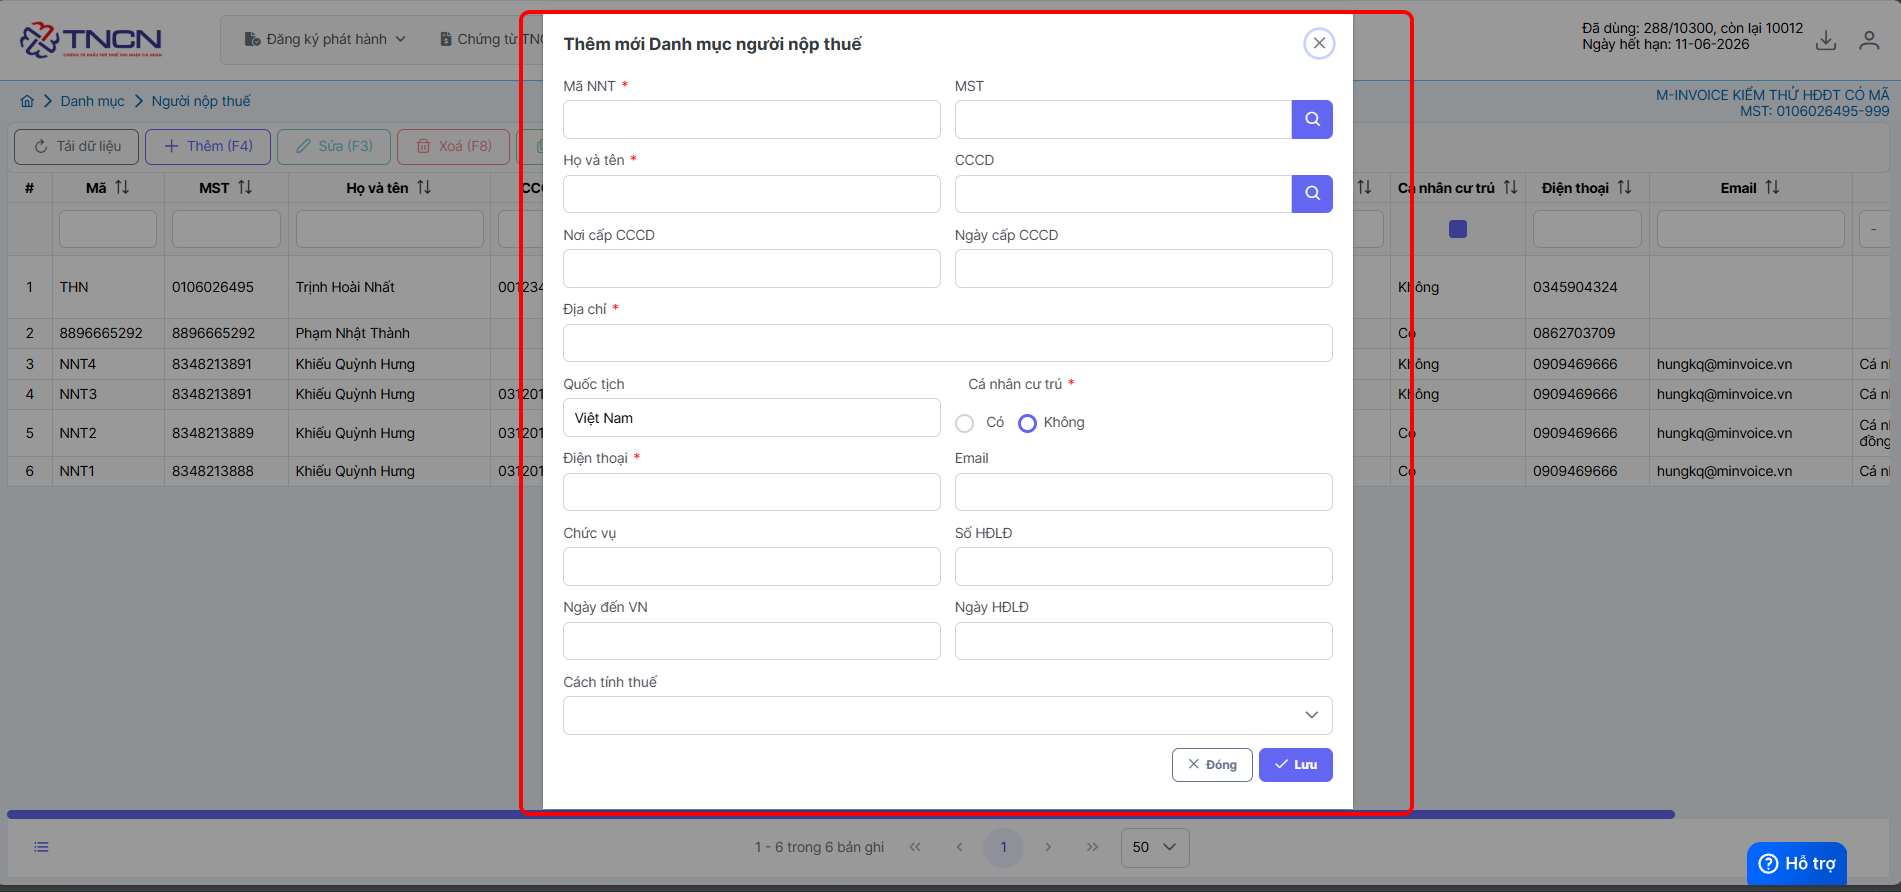 TNCN
Đăng ký phát hành
Chứng từ TNC
Đã dùng: 288/10300, còn lại 10012
Ngày hết hạn: 11-06-2026
Danh mục
Người nộp thuế
M-INVOICE KIỂM THỬ HĐĐT CÓ MÃ
MST: 0106026495-999
Tải dữ liệu
Thêm (F4)
Sửa (F3)
Xoá (F8)
# Mã MST Họ và tên CCC Cá nhân cư trú Điện thoại Email
-
1 THN 0106026495 Trịnh Hoài Nhất 001234 Không 0345904324
2 8896665292 8896665292 Phạm Nhật Thành Có 0862703709
3 NNT4 8348213891 Khiếu Quỳnh Hưng Không 0909469666 hungkq@minvoice.vn Cá nh
4 NNT3 8348213891 Khiếu Quỳnh Hưng 031201 Không 0909469666 hungkq@minvoice.vn Cá nh
5 NNT2 8348213889 Khiếu Quỳnh Hưng 031201 Có 0909469666 hungkq@minvoice.vn Cá nh
đồng
6 NNT1 8348213888 Khiếu Quỳnh Hưng 031201 Có 0909469666 hungkq@minvoice.vn Cá nh
Thêm mới Danh mục người nộp thuế
Mã NNT *
MST
Họ và tên *
CCCD
Nơi cấp CCCD
Ngày cấp CCCD
Địa chỉ *
Quốc tịch
Việt Nam
Cá nhân cư trú *
Có
Không
Điện thoại *
Email
Chức vụ
Số HĐLĐ
Ngày đến VN
Ngày HĐLĐ
Cách tính thuế
Đóng
Lưu
1 - 6 trong 6 bản ghi
1
50
Hỗ trợ